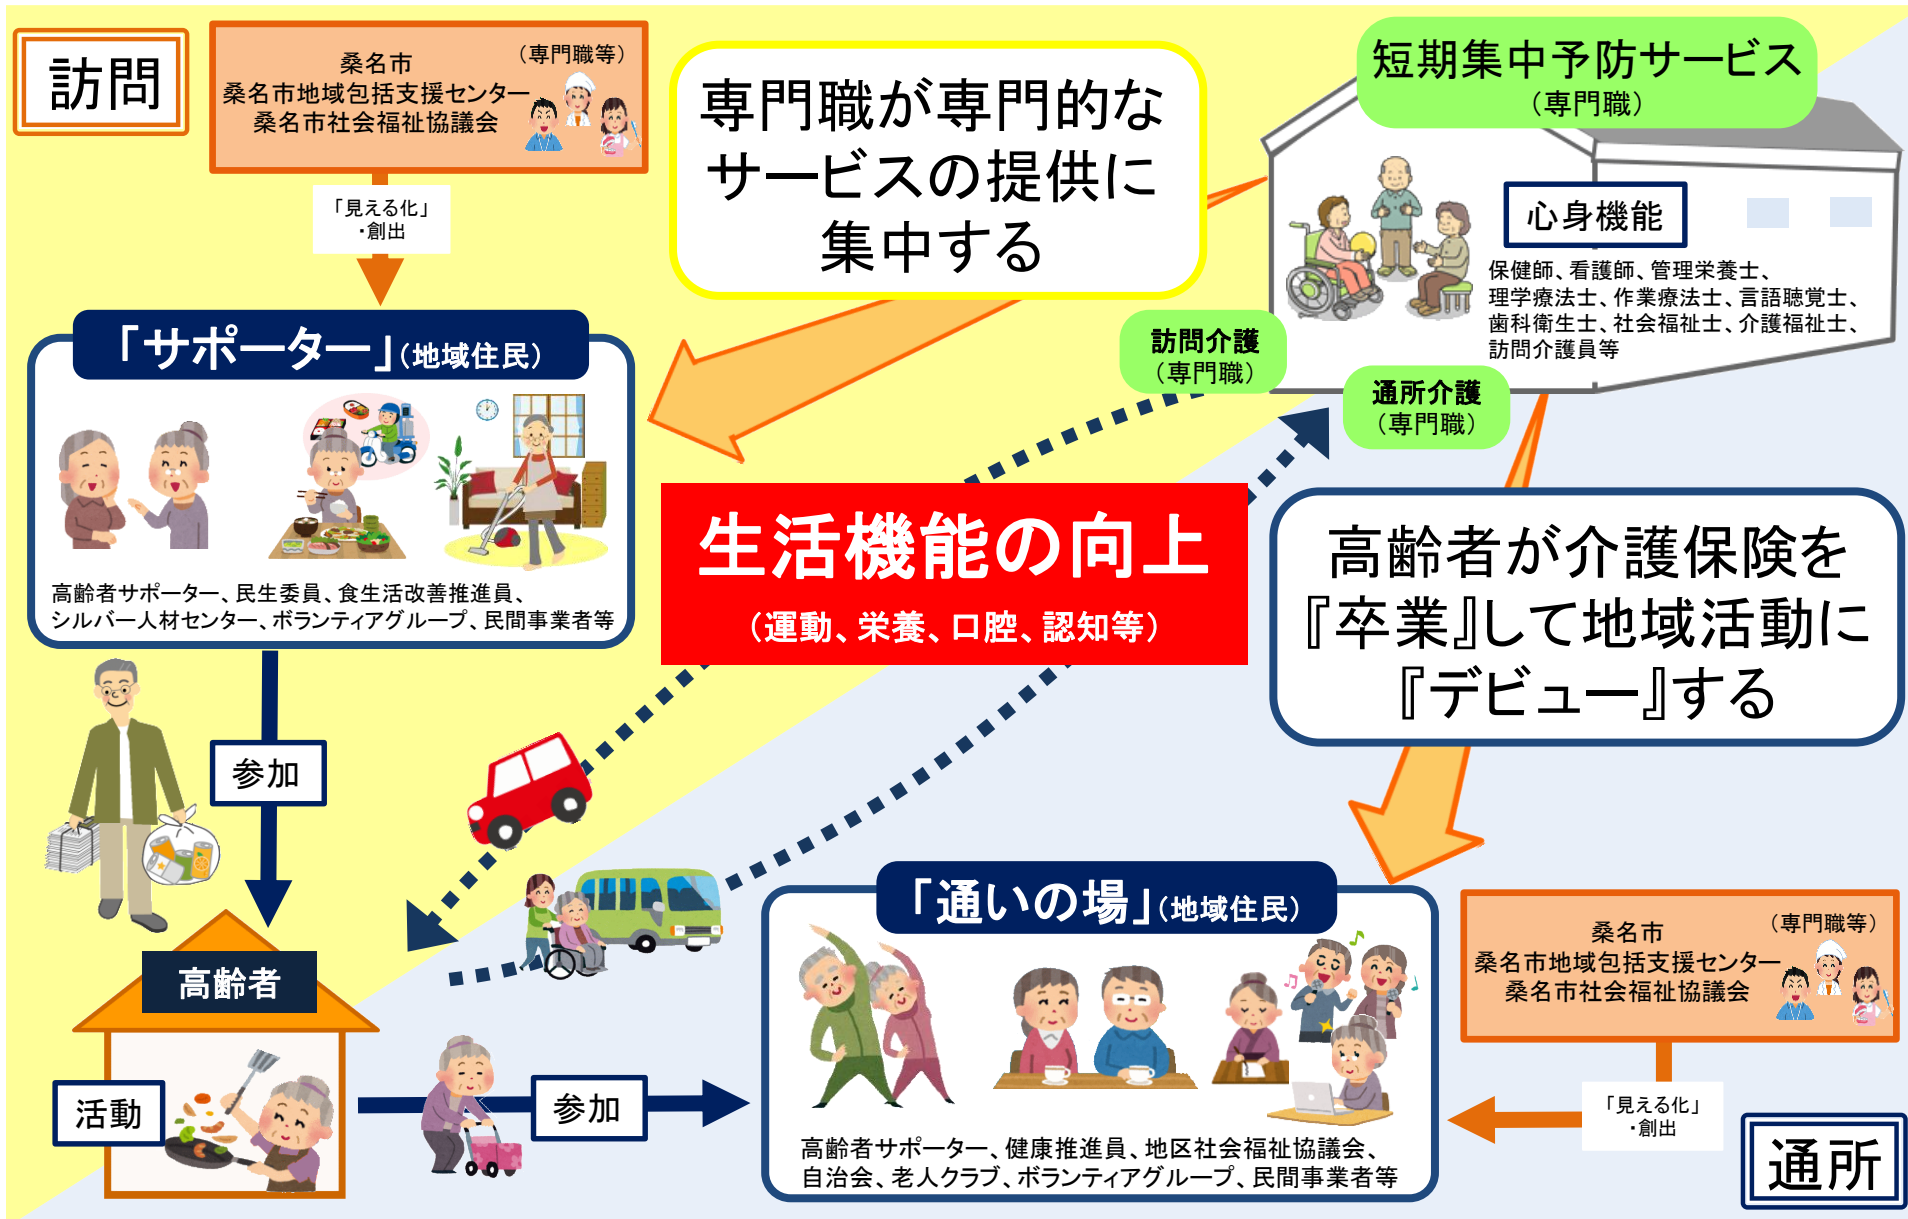 訪問
桑名市
桑名市地域包括支援センター
桑名市社会福祉協議会
（専門職等）
「見える化」
・創出
専門職が専門的な
サービスの提供に
集中する
短期集中予防サービス
（専門職）
心身機能
保健師、看護師、管理栄養士、
理学療法士、作業療法士、言語聴覚士、
歯科衛生士、社会福祉士、介護福祉士、
訪問介護員等
訪問介護
（専門職）
通所介護
（専門職）
「サポーター」（地域住民）
高齢者サポーター、民生委員、食生活改善推進員、
シルバー人材センター、ボランティアグループ、民間事業者等
生活機能の向上
（運動、栄養、口腔、認知等）
高齢者が介護保険を
『卒業』して地域活動に
『デビュー』する
参加
高齢者
活動
参加
「通いの場」（地域住民）
高齢者サポーター、健康推進員、地区社会福祉協議会、
自治会、老人クラブ、ボランティアグループ、民間事業者等
桑名市
桑名市地域包括支援センター
桑名市社会福祉協議会
（専門職等）
「見える化」
・創出
通所